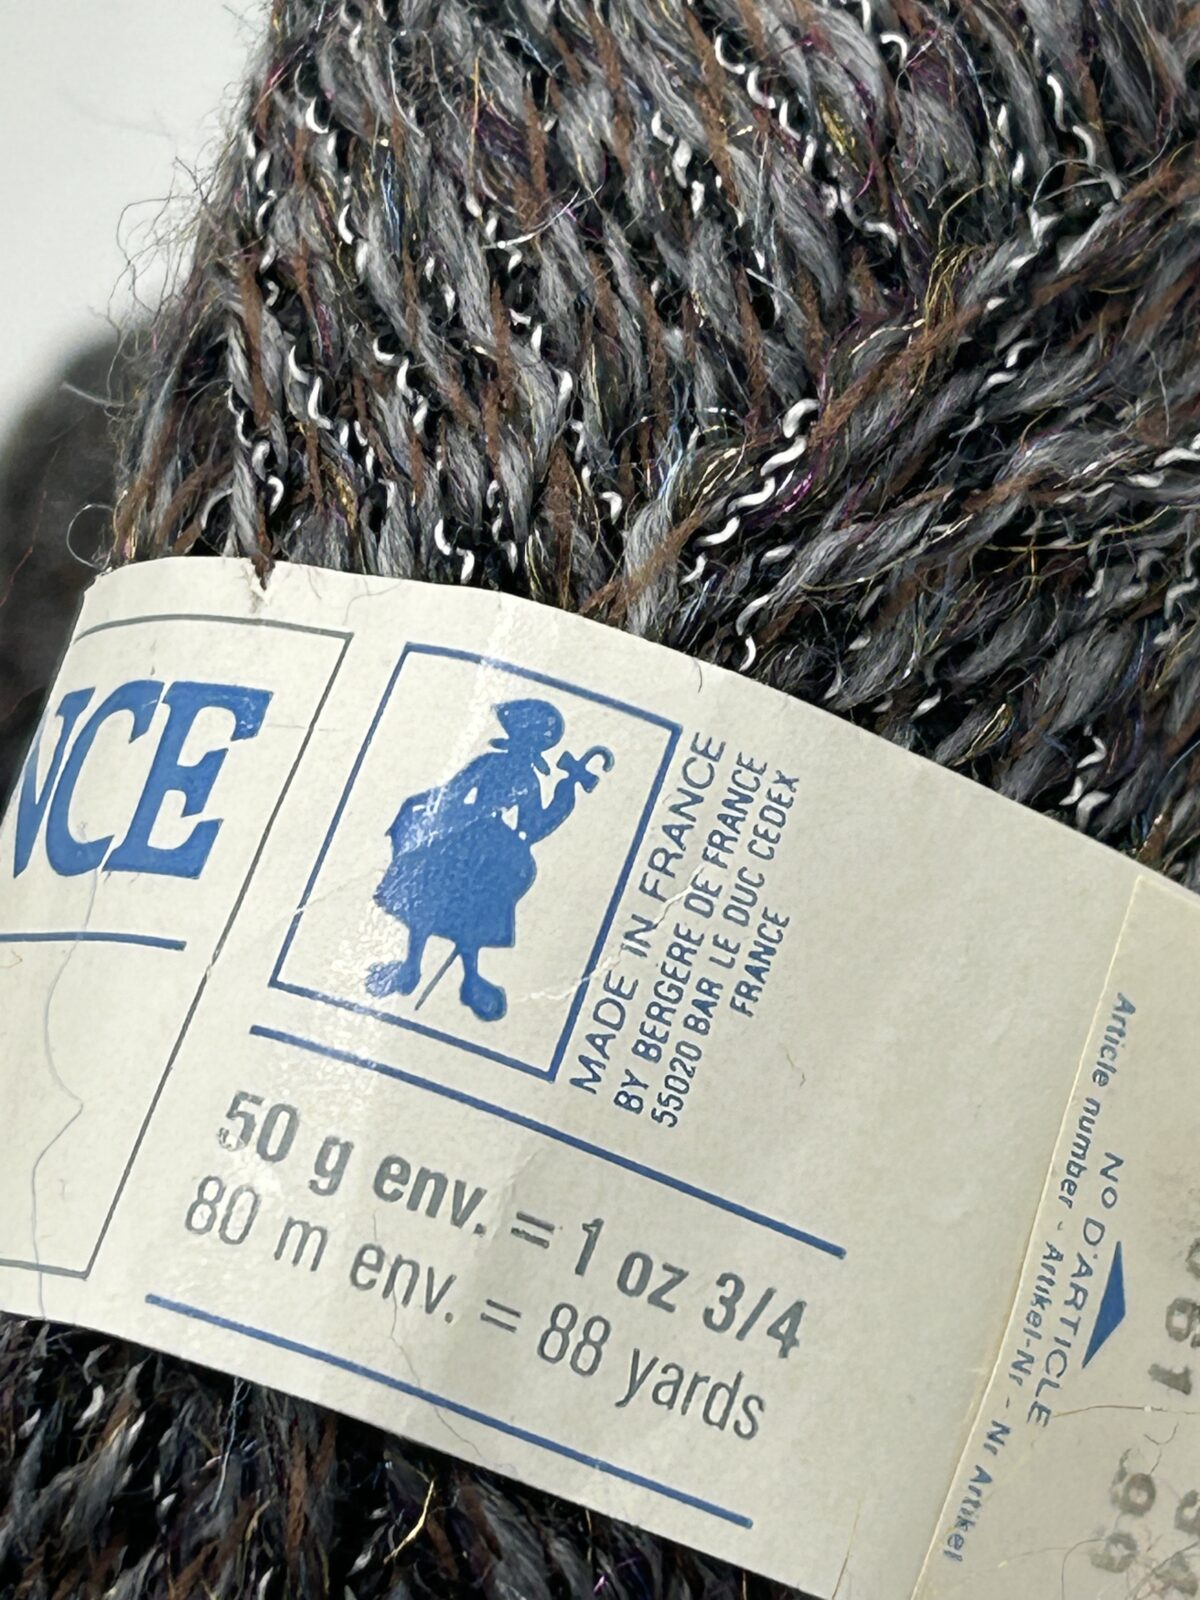 NCE
MADE IN FRANCE
BY BERGÈRE DE FRANCE
55020 BAR LE DUC CEDEX
FRANCE
50 g env. = 1 oz 3/4
80 m env. = 88 yards
NO D'ARTICLE
Article number - Artikel-Nr - Nr Artikel